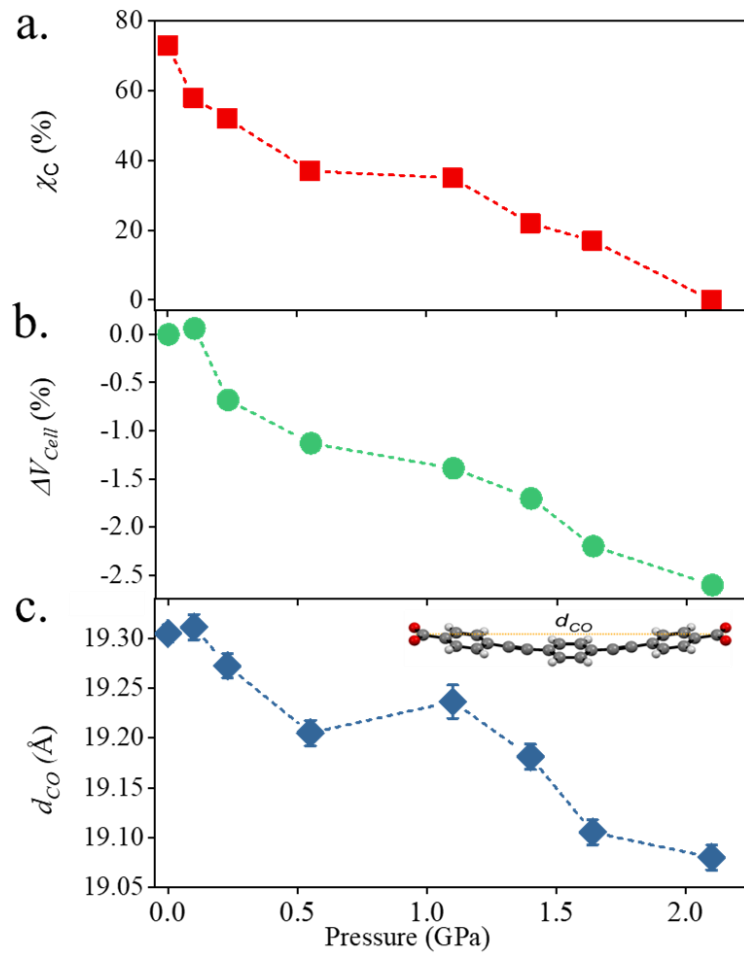 a.
80
60
40
20
0
χC (%)
b.
0.0
-0.5
-1.0
-1.5
-2.0
-2.5
ΔVCell (%)
c.
dCO
19.30
19.25
19.20
19.15
19.10
19.05
dCO (Å)
0.0 0.5 1.0 1.5 2.0
Pressure (GPa)